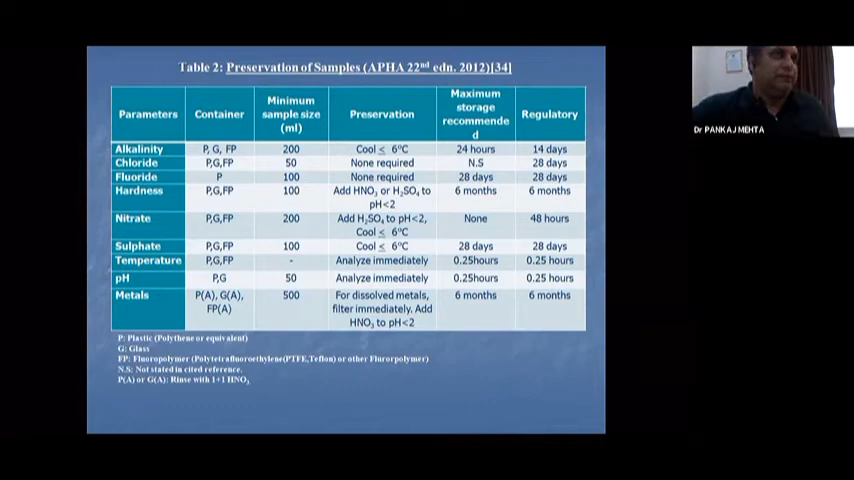 Table 2: Preservation of Samples (APHA 22nd edn. 2012)[34]
Parameters Container Minimum sample size (ml) Preservation Maximum storage recommended Regulatory
Alkalinity P, G, FP 200 Cool ≤ 6°C 24 hours 14 days
Chloride P,G,FP 50 None required N.S 28 days
Fluoride P 100 None required 28 days 28 days
Hardness P,G,FP 100 Add HNO3 or H2SO4 to pH<2 6 months 6 months
Nitrate P,G,FP 200 Add H2SO4 to pH<2, Cool ≤ 6°C None 48 hours
Sulphate P,G,FP 100 Cool ≤ 6°C 28 days 28 days
Temperature P,G,FP - Analyze immediately 0.25hours 0.25 hours
pH P,G 50 Analyze immediately 0.25hours 0.25 hours
Metals P(A), G(A), FP(A) 500 For dissolved metals, filter immediately. Add HNO3 to pH<2 6 months 6 months
P: Plastic (Polythene or equivalent)
G: Glass
FP: Fluoropolymer (Polytetrafluoroethylene(PTFE,Teflon) or other Flurorpolymer)
N.S: Not stated in cited reference.
P(A) or G(A): Rinse with 1+1 HNO3
Dr PANKAJ MEHTA